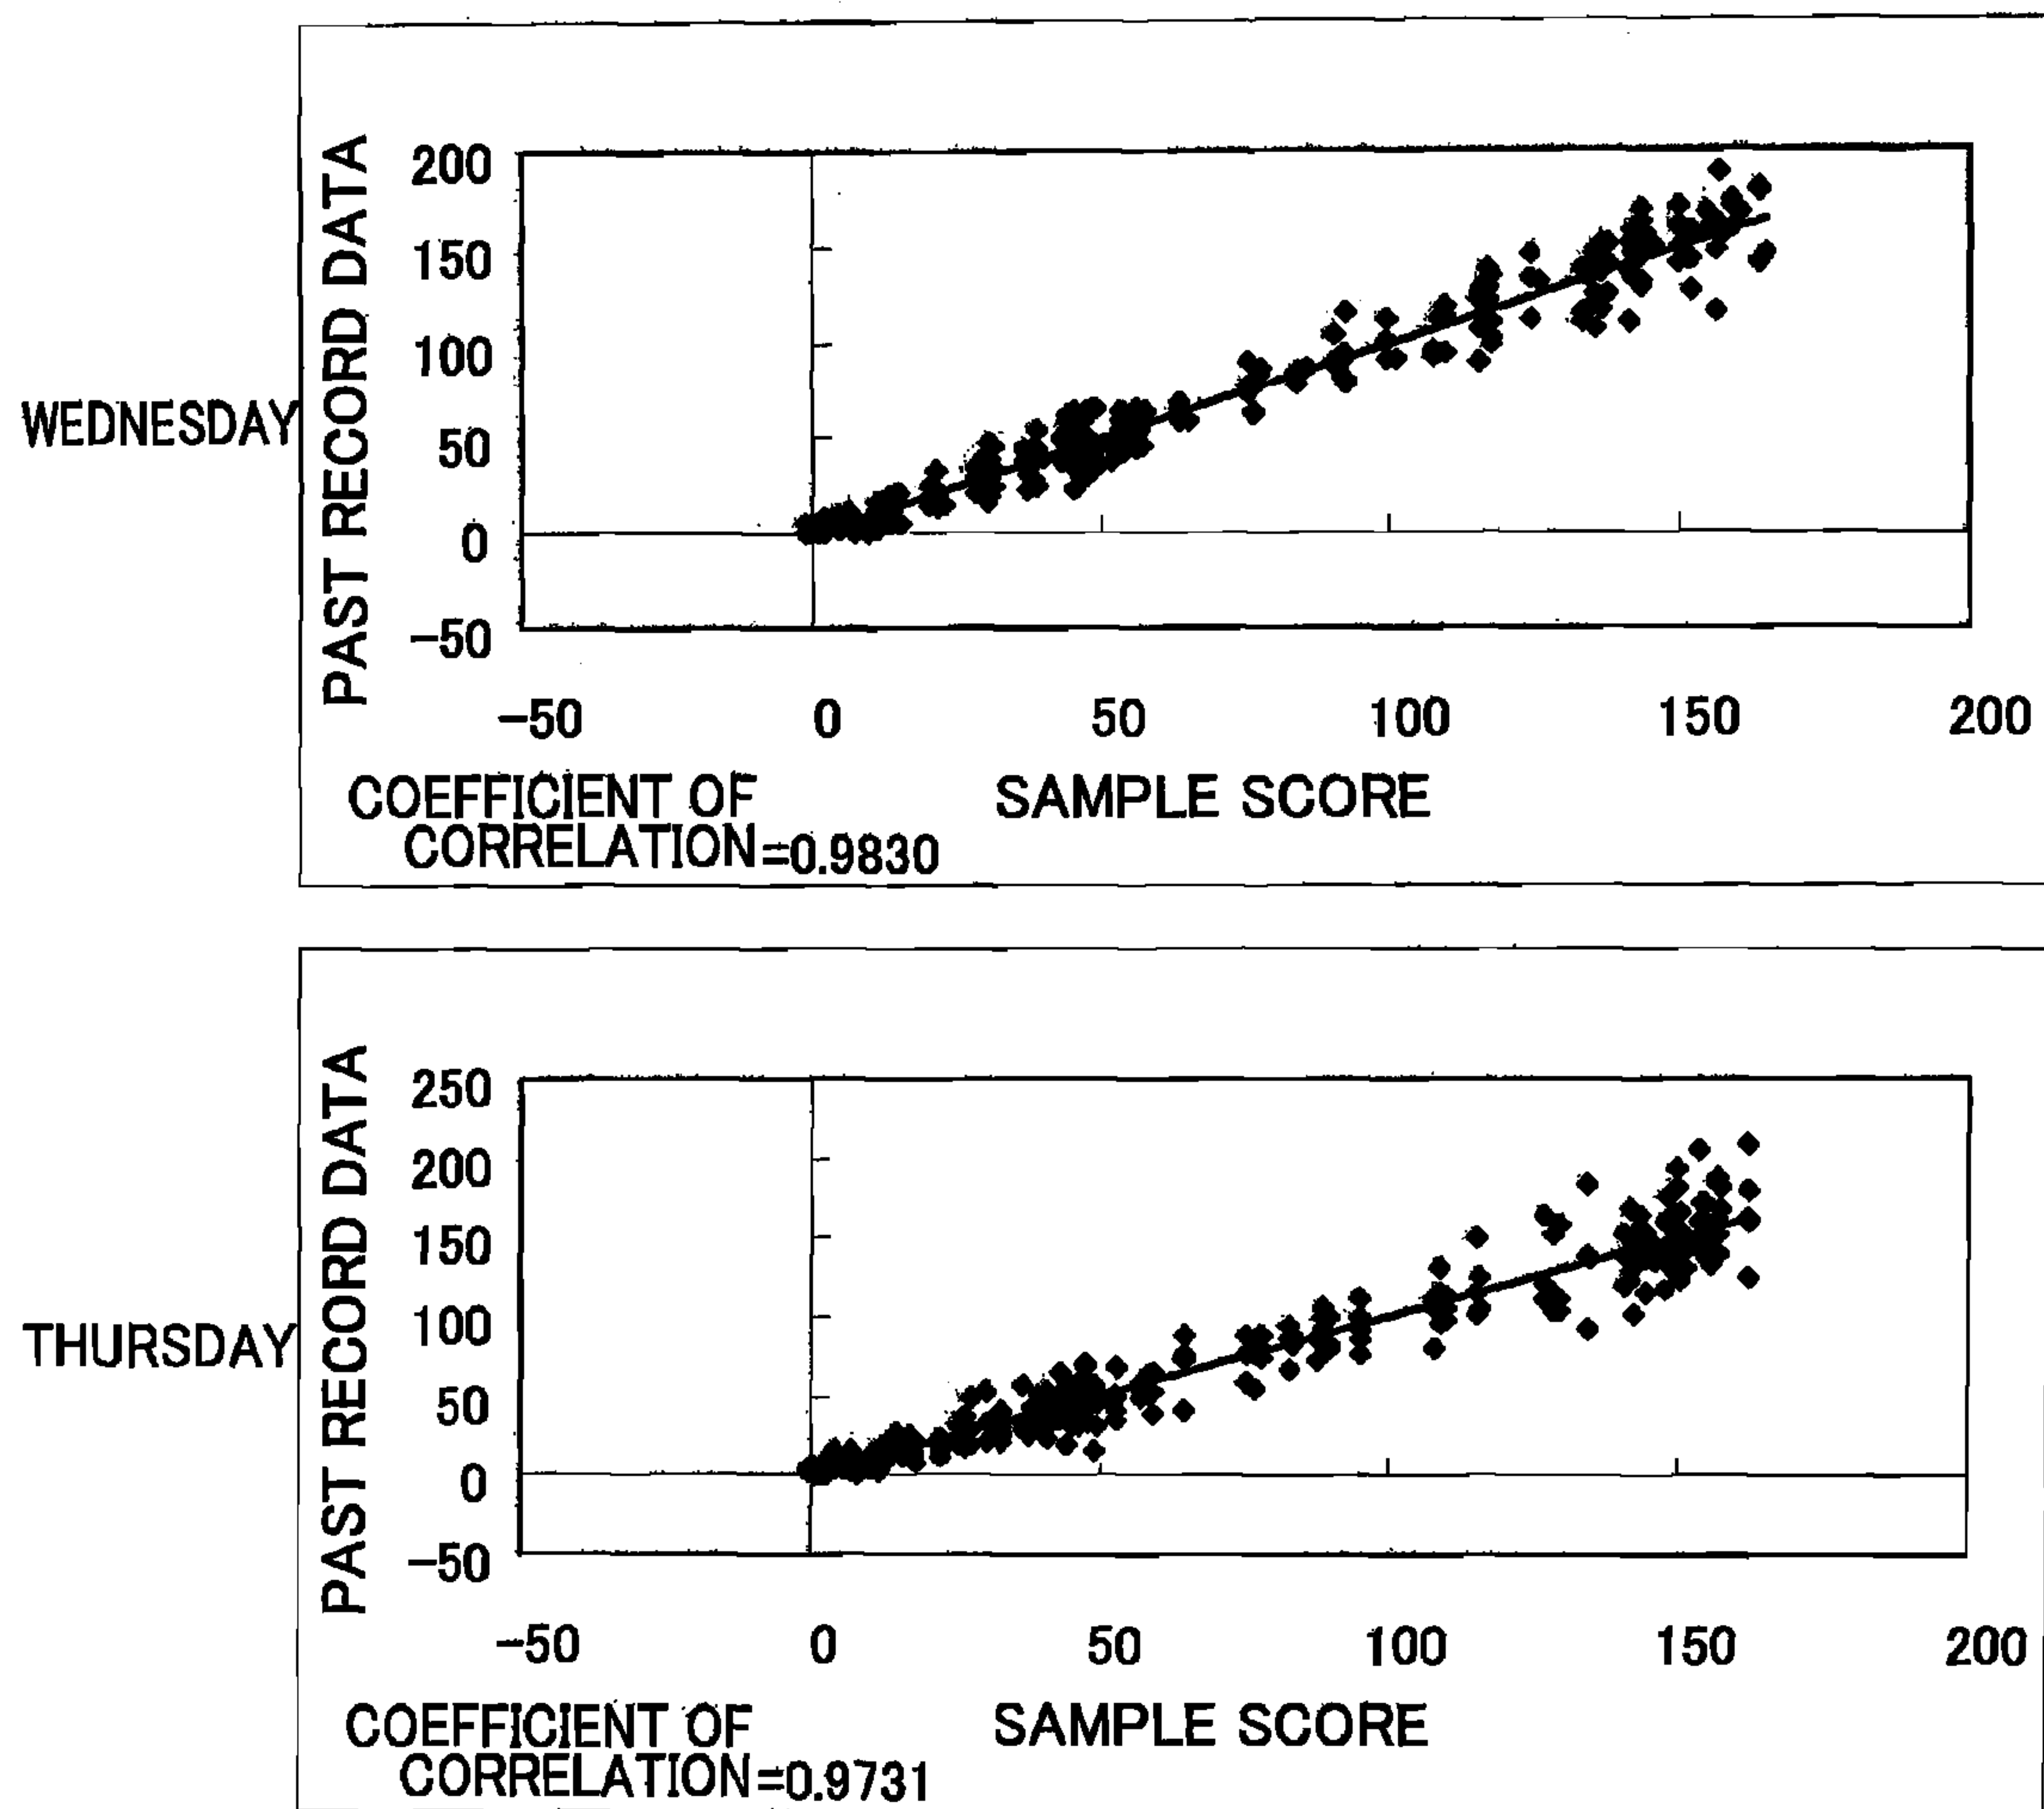 WEDNESDAY
PAST RECORD DATA
200
150
100
50
0
−50
−50 0 50 100 150 200
COEFFICIENT OF
CORRELATION=0.9830
SAMPLE SCORE
THURSDAY
PAST RECORD DATA
250
200
150
100
50
0
−50
−50 0 50 100 150 200
COEFFICIENT OF
CORRELATION=0.9731
SAMPLE SCORE